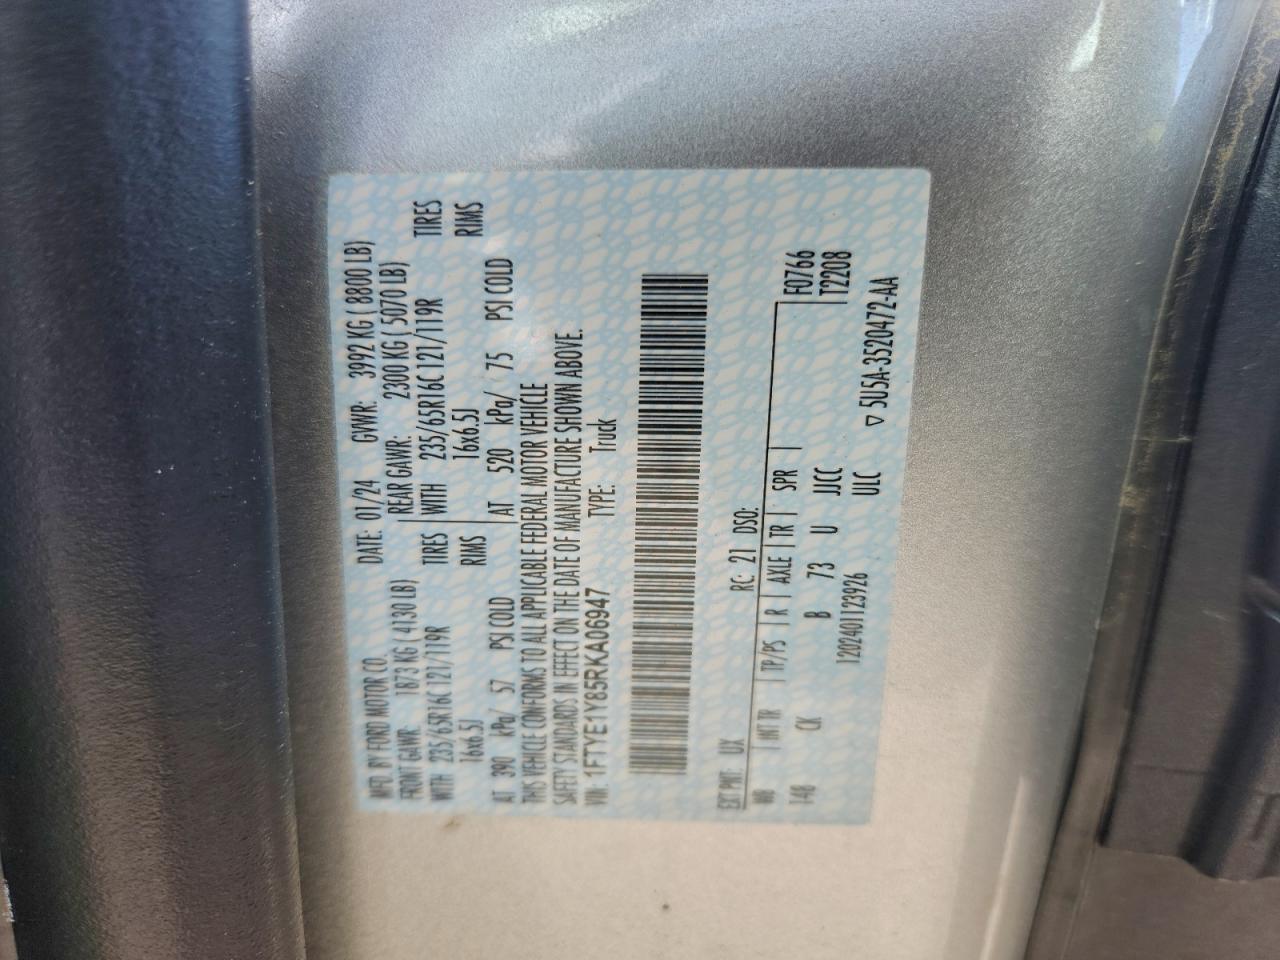 MFD. BY FORD MOTOR CO. DATE: 01/24 GVWR: 3992 KG ( 8800 LB)
FRONT GAWR: 1873 KG ( 4130 LB) REAR GAWR: 2300 KG ( 5070 LB)
WITH 235/65R16C 121/119R TIRES WITH 235/65R16C 121/119R TIRES
16x6.5J RIMS 16x6.5J RIMS
AT 390 kPa/ 57 PSI COLD AT 520 kPa/ 75 PSI COLD
THIS VEHICLE CONFORMS TO ALL APPLICABLE FEDERAL MOTOR VEHICLE
SAFETY STANDARDS IN EFFECT ON THE DATE OF MANUFACTURE SHOWN ABOVE.
VIN: 1FTYE1Y85RKA06947 TYPE: Truck
EXT PNT: UX RC: 21 DSO:
WB INT TR TP/PS R AXLE TR SPR F0766
148 CK B 73 U JJCC T2208
1202401123926 ULC ▽ 5U5A-3520472-AA